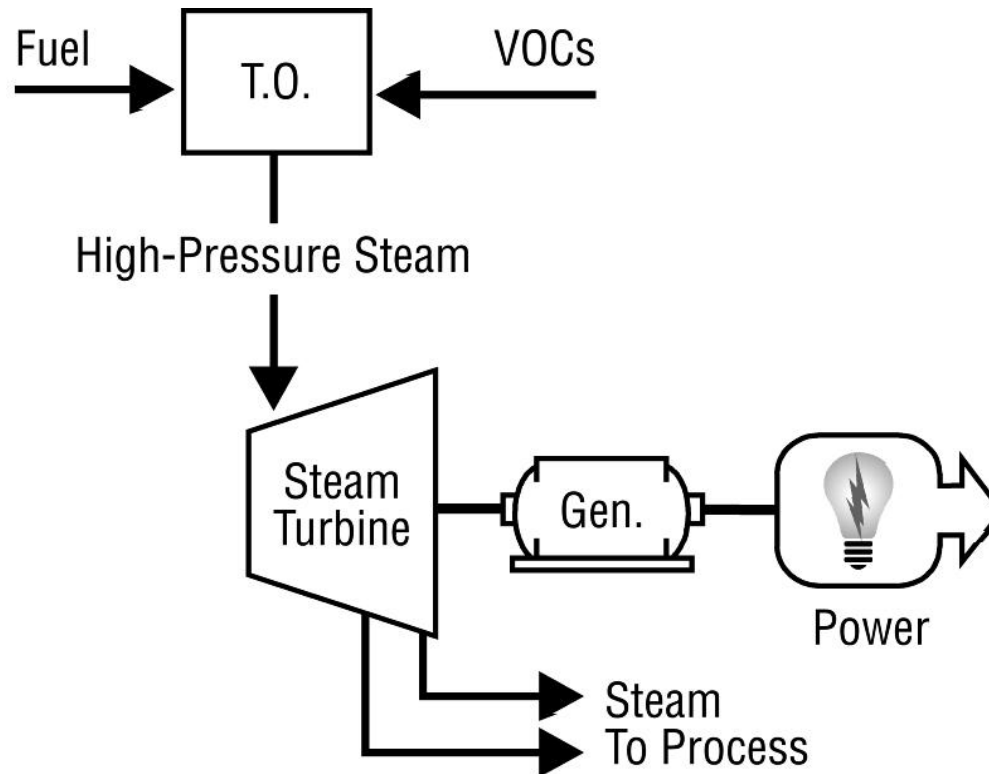 Fuel
VOCs
T.O.
High-Pressure Steam
Steam
Turbine
Gen.
Power
Steam
To Process